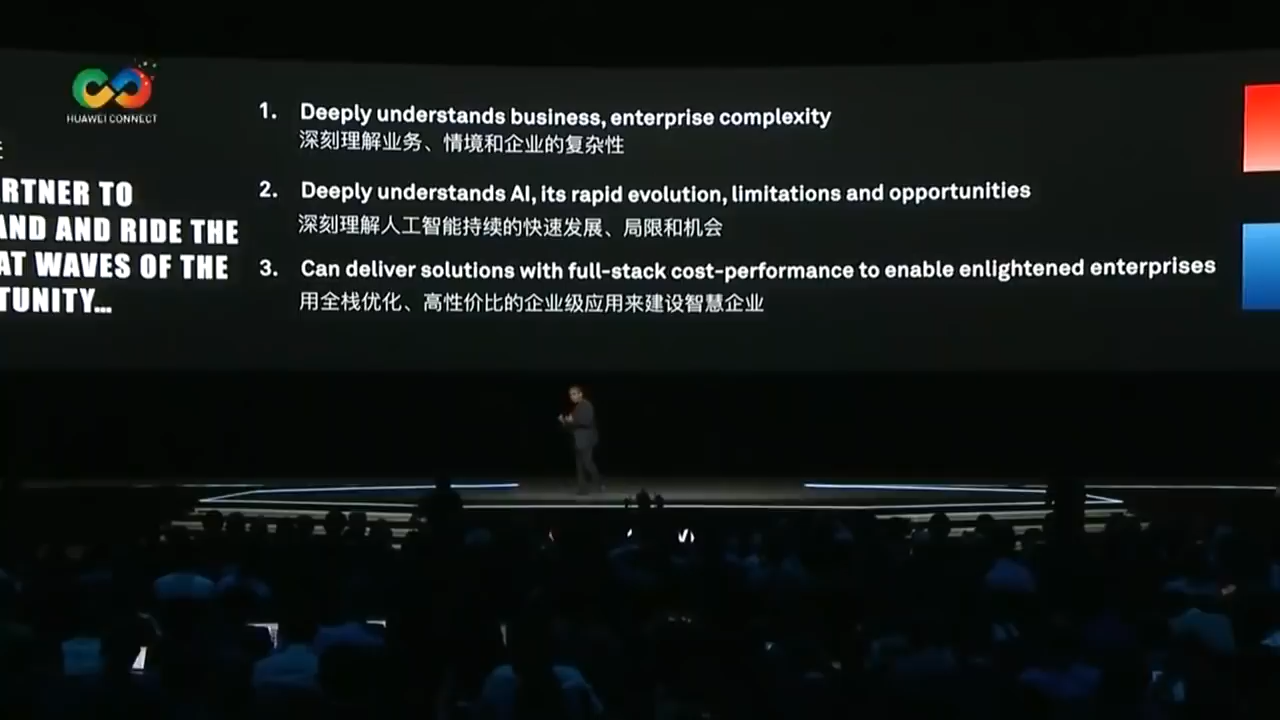 HUAWEI CONNECT
RTNER TO
AND AND RIDE THE
AT WAVES OF THE
TUNITY...
1. Deeply understands business, enterprise complexity
深刻理解业务、情境和企业的复杂性
2. Deeply understands AI, its rapid evolution, limitations and opportunities
深刻理解人工智能持续的快速发展、局限和机会
3. Can deliver solutions with full-stack cost-performance to enable enlightened enterprises
用全栈优化、高性价比的企业级应用来建设智慧企业